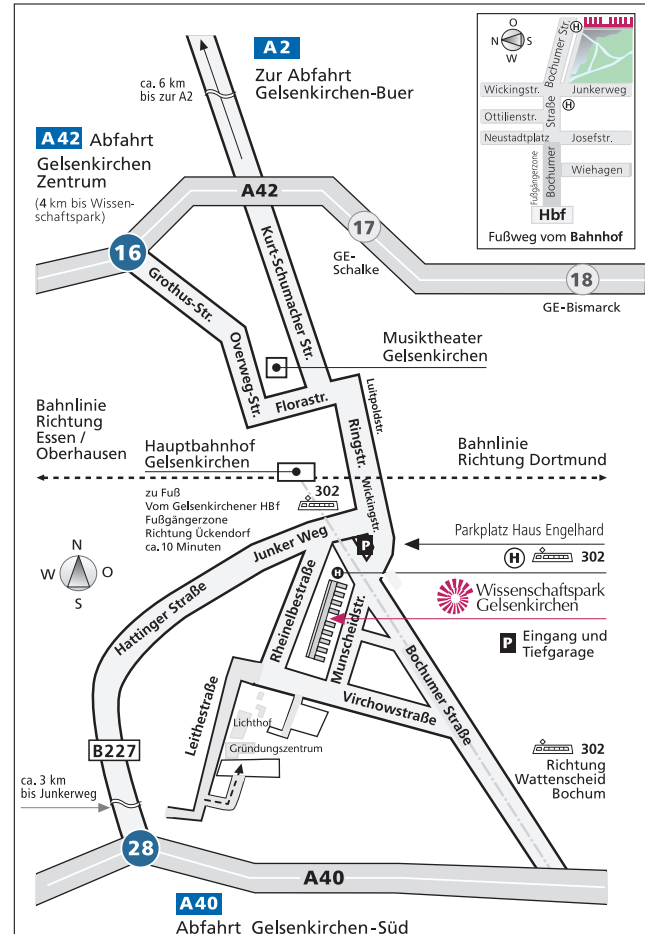 A 2
Zur Abfahrt
Gelsenkirchen-Buer
ca. 6 km
bis zur A2
A 42 Abfahrt
Gelsenkirchen
Zentrum
(4 km bis Wissen-
schaftspark)
O
N
S
W
Bochumer Str.
H
Wickingstr.
Junkerweg
H
Ottilienstr.
Straße
Neustadtplatz
Josefstr.
Fußgängerzone
Bochumer
Wiehagen
Hbf
Fußweg vom Bahnhof
A42
16
17
GE-
Schalke
18
GE-Bismarck
Grothus-Str.
Kurt-Schumacher Str.
Overweg-Str.
Musiktheater
Gelsenkirchen
Florastr.
Luitpoldstr.
Ringstr.
Bahnlinie
Richtung
Essen /
Oberhausen
Hauptbahnhof
Gelsenkirchen
Bahnlinie
Richtung Dortmund
302
Wickingstr.
zu Fuß
Vom Gelsenkirchener HBf
Fußgängerzone
Richtung Ückendorf
ca. 10 Minuten
Junker Weg
P
Parkplatz Haus Engelhard
H 302
N
W
O
S
H
Wissenschaftspark
Gelsenkirchen
Hattinger Straße
Rheinelbestraße
Munscheidstr.
P Eingang und
Tiefgarage
Bochumer Straße
Virchowstraße
Leithestraße
Lichthof
Gründungszentrum
B227
302
Richtung
Wattenscheid
Bochum
ca. 3 km
bis Junkerweg
28
A40
A40
Abfahrt Gelsenkirchen-Süd